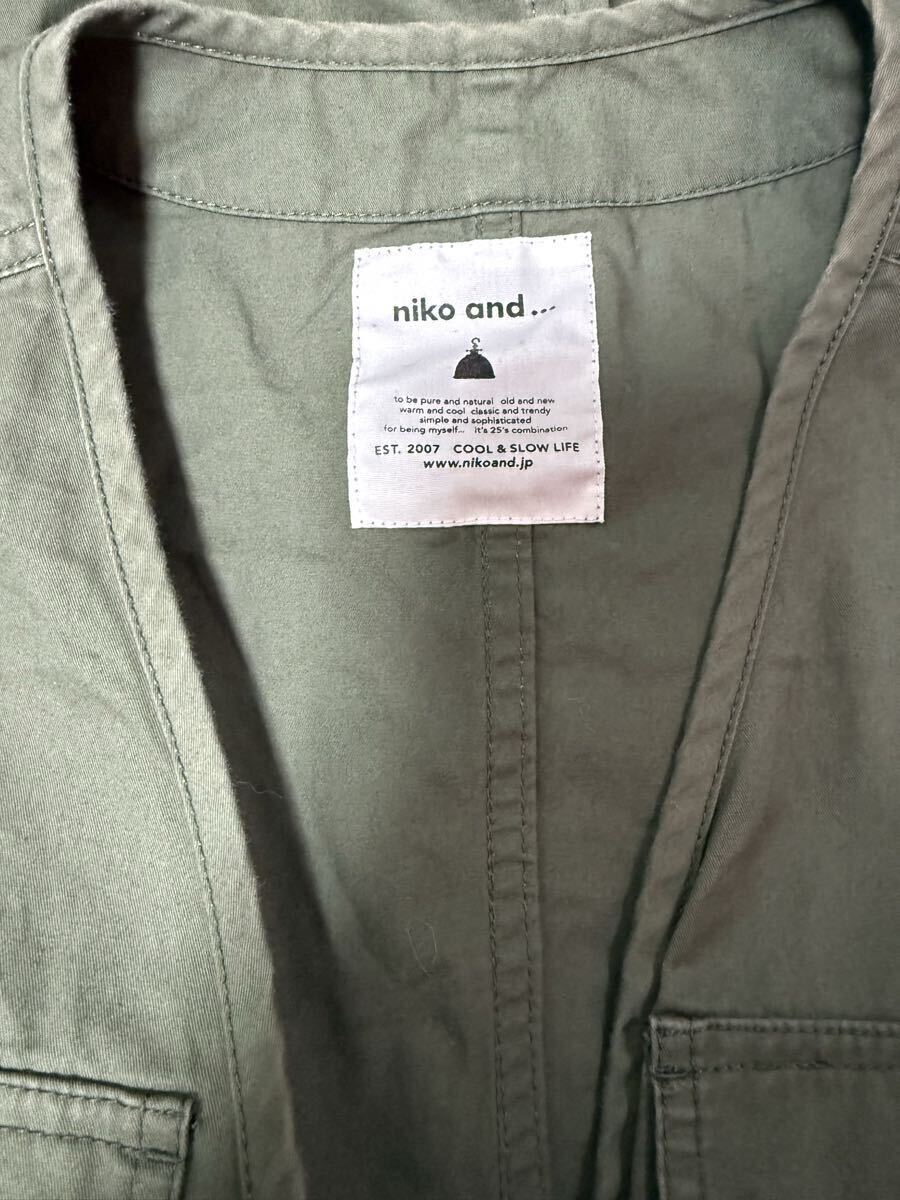 niko and ...
to be pure and natural old and new
warm and cool classic and trendy
simple and sophisticated
for being myself... it's 25's combination
EST. 2007 COOL & SLOW LIFE
www.nikoand.jp